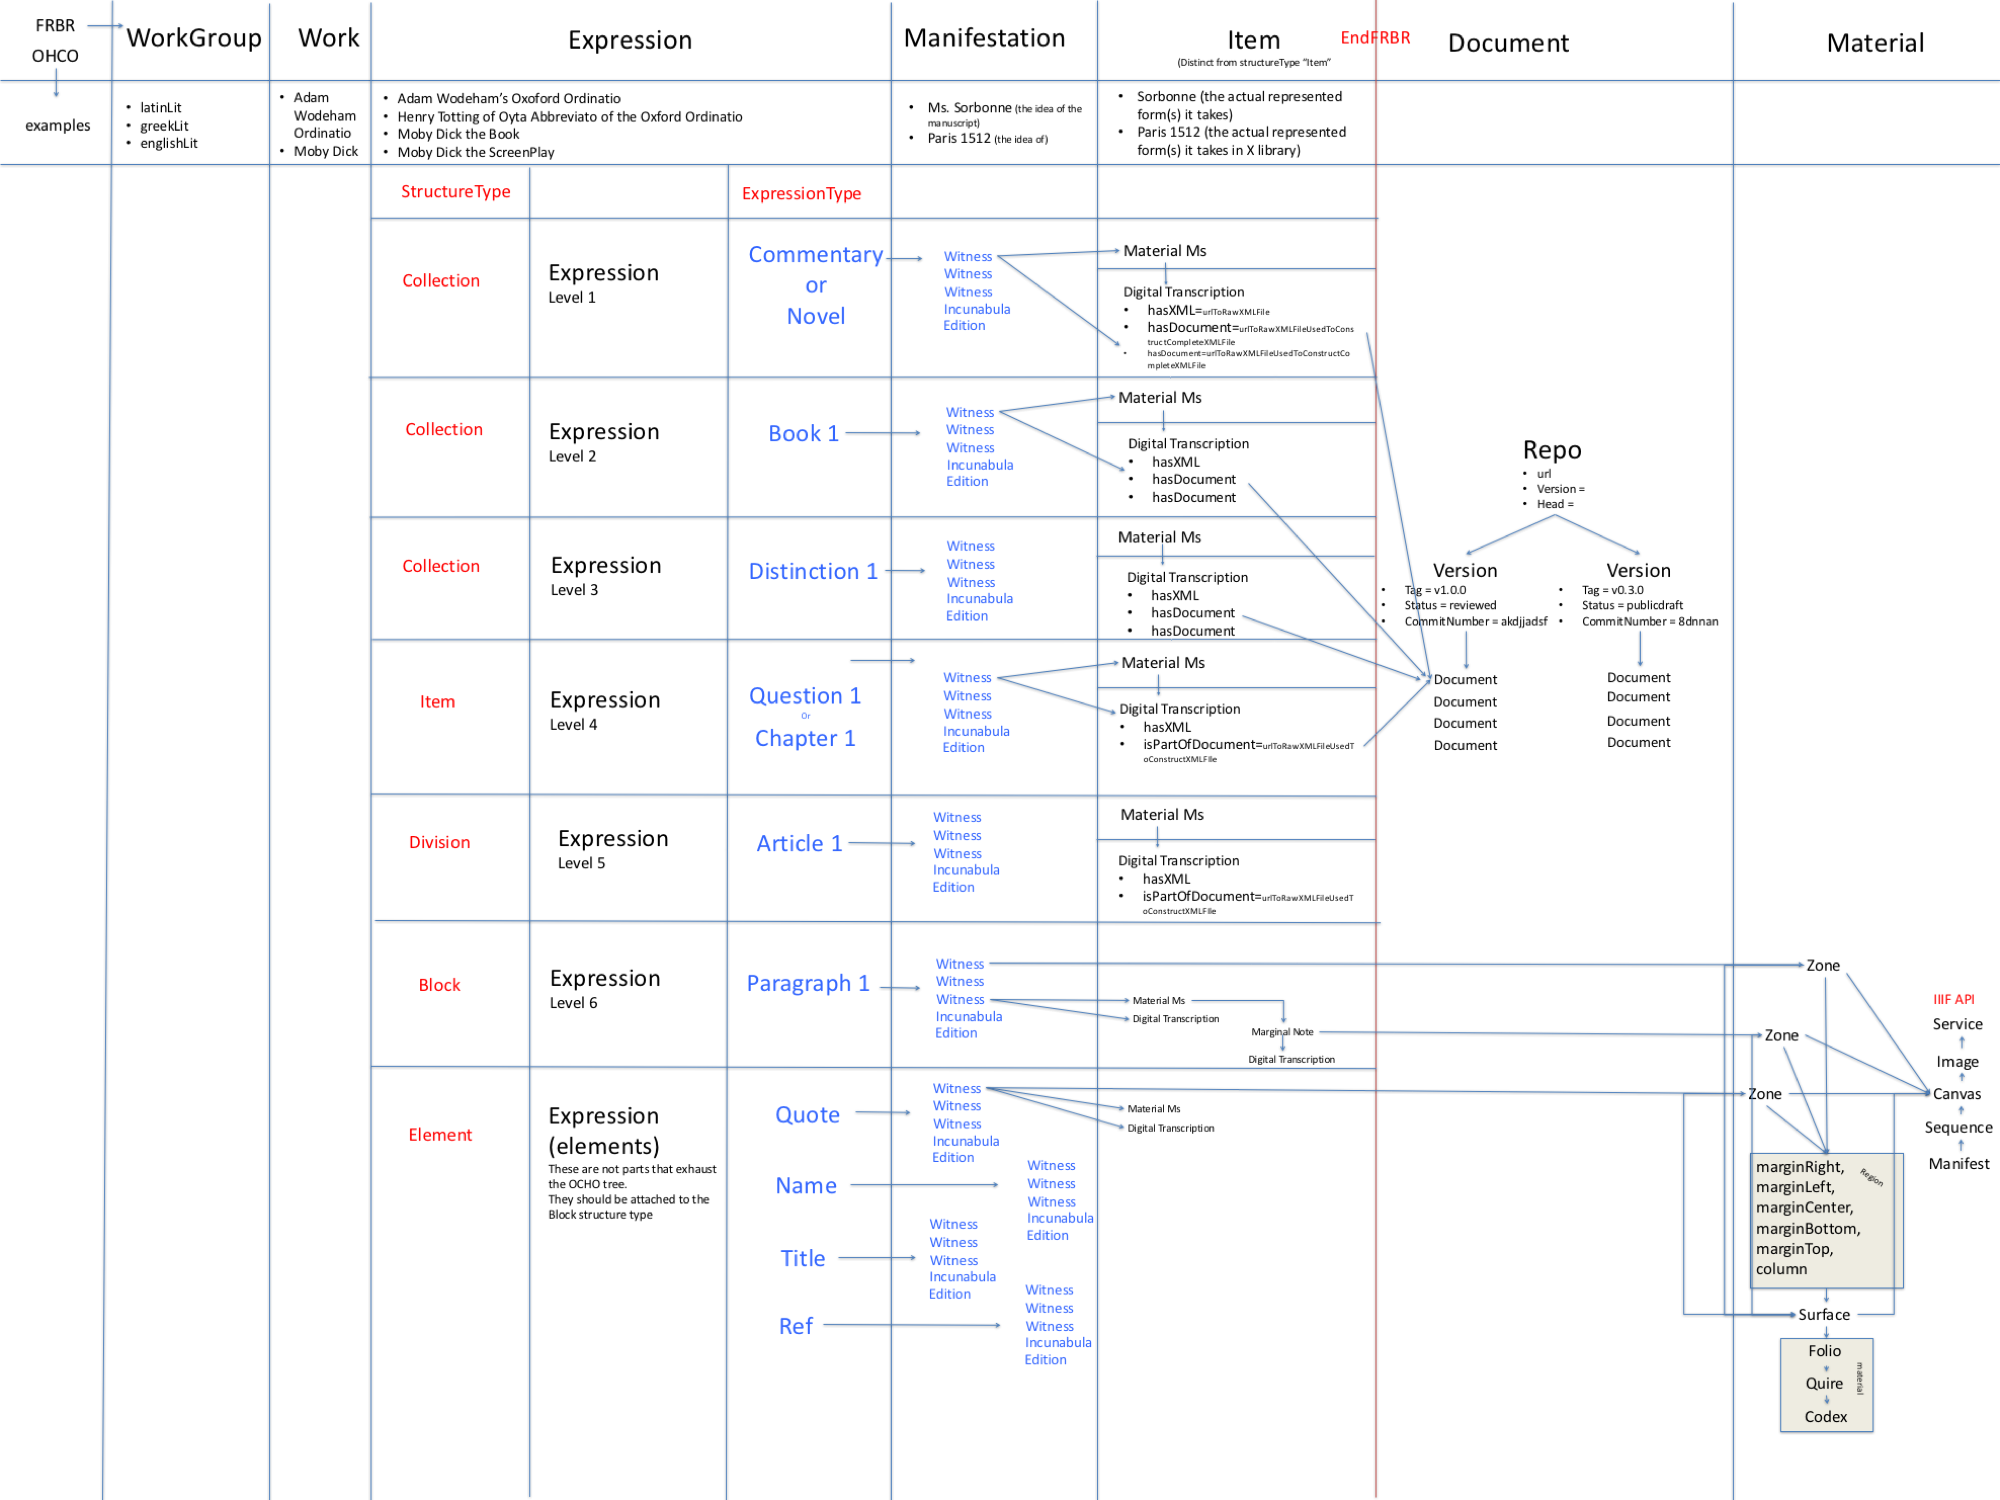 FRBR
OHCO
WorkGroup
Work
Expression
Manifestation
Item
(Distinct from structureType “Item”
EndFRBR
Document
Material
examples
• latinLit
• greekLit
• englishLit
• Adam
Wodeham
Ordinatio
• Moby Dick
• Adam Wodeham’s Oxoford Ordinatio
• Henry Totting of Oyta Abbreviato of the Oxford Ordinatio
• Moby Dick the Book
• Moby Dick the ScreenPlay
• Ms. Sorbonne (the idea of the
manuscript)
• Paris 1512 (the idea of)
• Sorbonne (the actual represented
form(s) it takes)
• Paris 1512 (the actual represented
form(s) it takes in X library)
StructureType
ExpressionType
Collection
Expression
Level 1
Commentary
or
Novel
Witness
Witness
Witness
Incunabula
Edition
Material Ms
Digital Transcription
• hasXML=urlToRawXMLFile
• hasDocument=urlToRawXMLFileUsedToCons
tructCompleteXMLFile
• hasDocument=urlToRawXMLFileUsedToConstructCo
mpleteXMLFile
Collection
Expression
Level 2
Book 1
Witness
Witness
Witness
Incunabula
Edition
Material Ms
Digital Transcription
• hasXML
• hasDocument
• hasDocument
Repo
• url
• Version =
• Head =
Collection
Expression
Level 3
Distinction 1
Witness
Witness
Witness
Incunabula
Edition
Material Ms
Digital Transcription
• hasXML
• hasDocument
• hasDocument
Version
• Tag = v1.0.0
• Status = reviewed
• CommitNumber = akdjjadsf
Version
• Tag = v0.3.0
• Status = publicdraft
• CommitNumber = 8dnnan
Item
Expression
Level 4
Question 1
Or
Chapter 1
Witness
Witness
Witness
Incunabula
Edition
Material Ms
Digital Transcription
• hasXML
• isPartOfDocument=urlToRawXMLFileUsedT
oConstructXMLFIle
Document
Document
Document
Document
Document
Document
Document
Document
Division
Expression
Level 5
Article 1
Witness
Witness
Witness
Incunabula
Edition
Material Ms
Digital Transcription
• hasXML
• isPartOfDocument=urlToRawXMLFileUsedT
oConstructXMLFIle
Block
Expression
Level 6
Paragraph 1
Witness
Witness
Witness
Incunabula
Edition
Material Ms
Digital Transcription
Marginal Note
Digital Transcription
Zone
Zone
Zone
IIIF API
Service
Image
Canvas
Sequence
Manifest
Element
Expression
(elements)
These are not parts that exhaust
the OCHO tree.
They should be attached to the
Block structure type
Quote
Witness
Witness
Witness
Incunabula
Edition
Material Ms
Digital Transcription
Name
Witness
Witness
Witness
Incunabula
Edition
Title
Witness
Witness
Witness
Incunabula
Edition
Ref
Witness
Witness
Witness
Incunabula
Edition
marginRight,
marginLeft,
marginCenter,
marginBottom,
marginTop,
column
Region
Surface
Folio
Quire
Codex
material